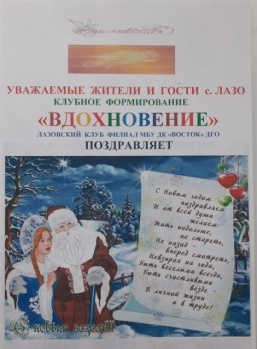 Вдохновение
УВАЖАЕМЫЕ ЖИТЕЛИ И ГОСТИ с. ЛАЗО
КЛУБНОЕ ФОРМИРОВАНИЕ
«ВДОХНОВЕНИЕ»
ЛАЗОВСКИЙ КЛУБ ФИЛИАЛ МБУ ДК «ВОСТОК» ДГО
ПОЗДРАВЛЯЕТ
С Новым годом
поздравляем
И от всей души
желаем:
Жить подольше,
не стареть,
Не назад -
вперед смотреть,
Невзирая на года,
Быть веселыми всегда,
Быть счастливыми
везде -
В личной жизни
и в труде!
С новым годом!